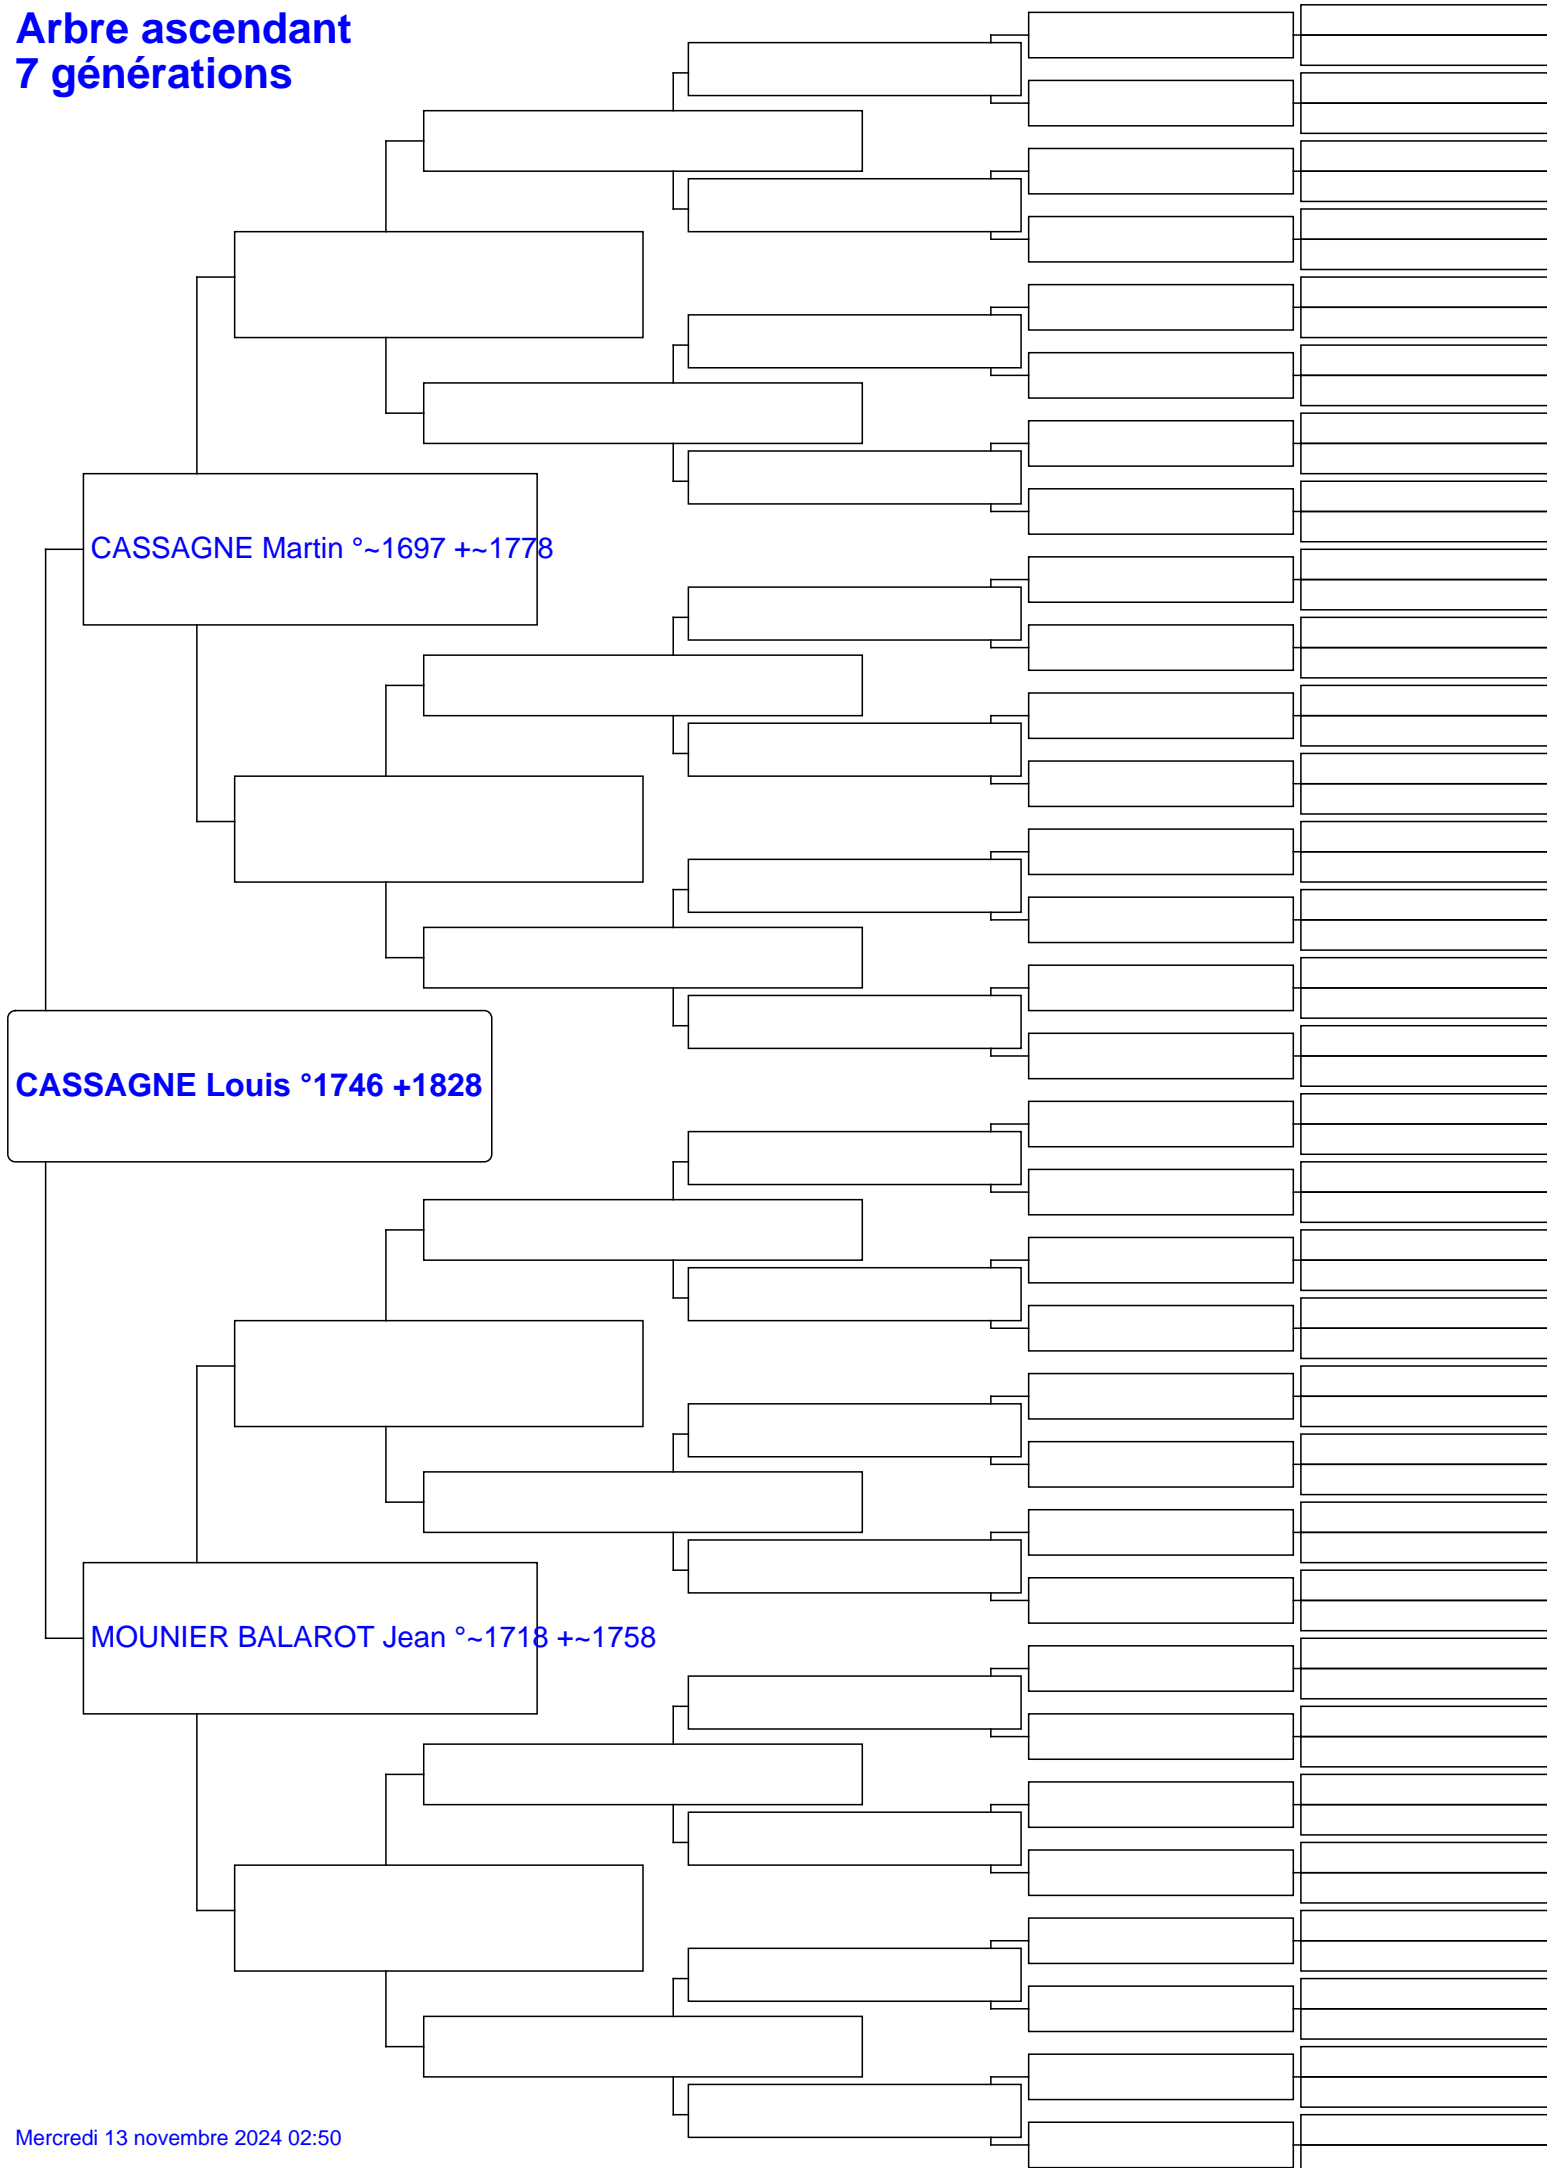 Arbre ascendant
7 générations
CASSAGNE Martin °~1697 +~1778
CASSAGNE Louis °1746 +1828
MOUNIER BALAROT Jean °~1718 +~1758
Mercredi 13 novembre 2024 02:50